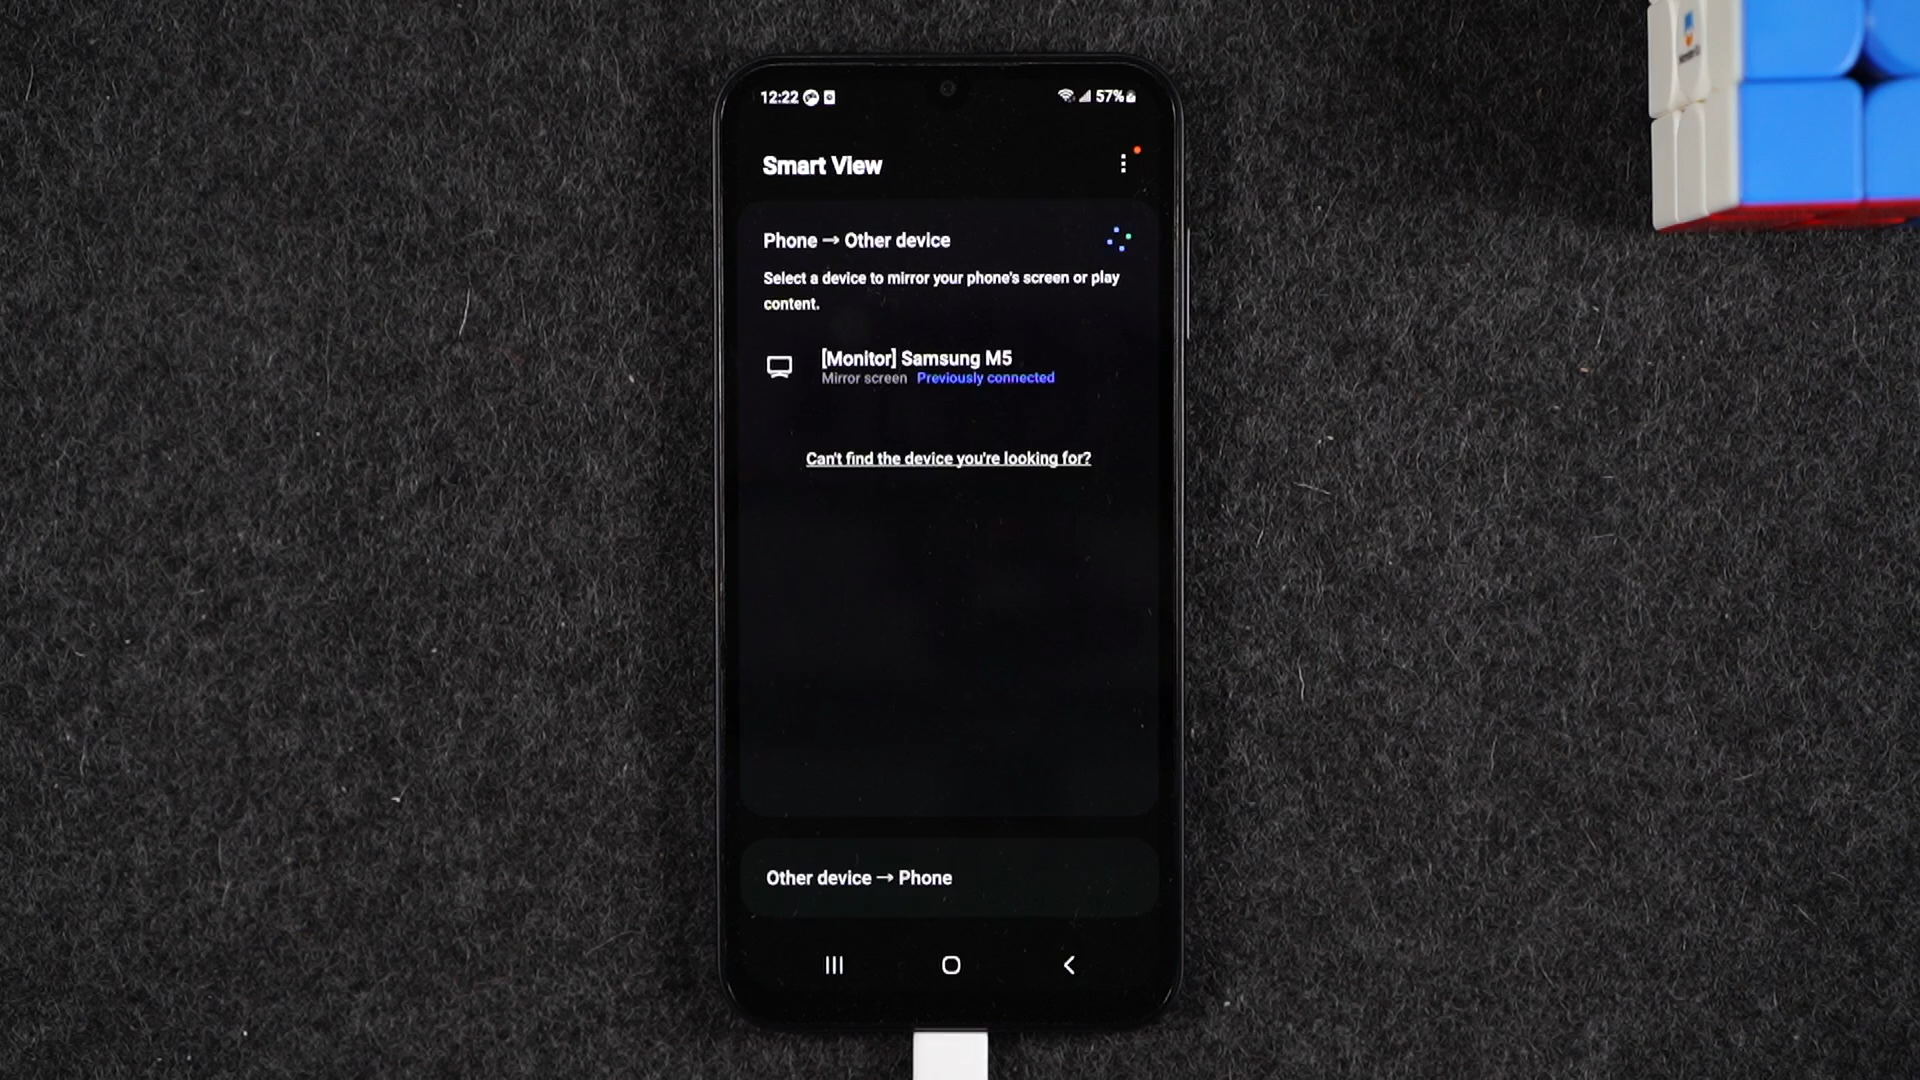 12:22
57%
Smart View
Phone → Other device
Select a device to mirror your phone's screen or play
content.
[Monitor] Samsung M5
Mirror screen Previously connected
Can't find the device you're looking for?
Other device → Phone